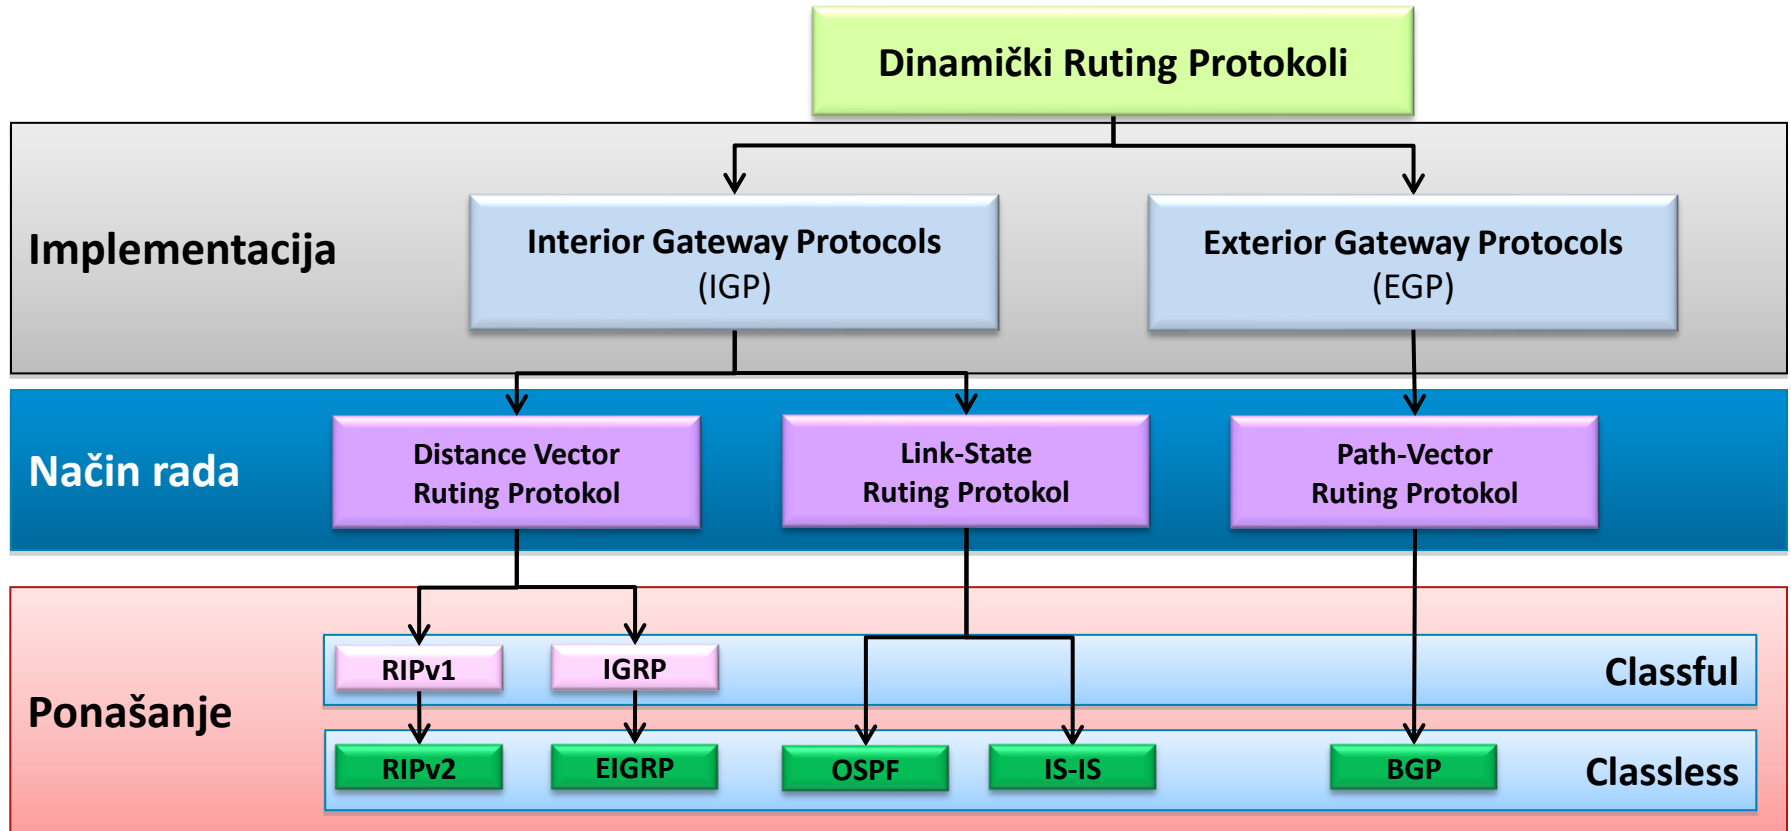 Dinamički Ruting Protokoli
Implementacija
Interior Gateway Protocols
(IGP)
Exterior Gateway Protocols
(EGP)
Način rada
Distance Vector
Ruting Protokol
Link-State
Ruting Protokol
Path-Vector
Ruting Protokol
Ponašanje
RIPv1
IGRP
Classful
RIPv2
EIGRP
OSPF
IS-IS
BGP
Classless